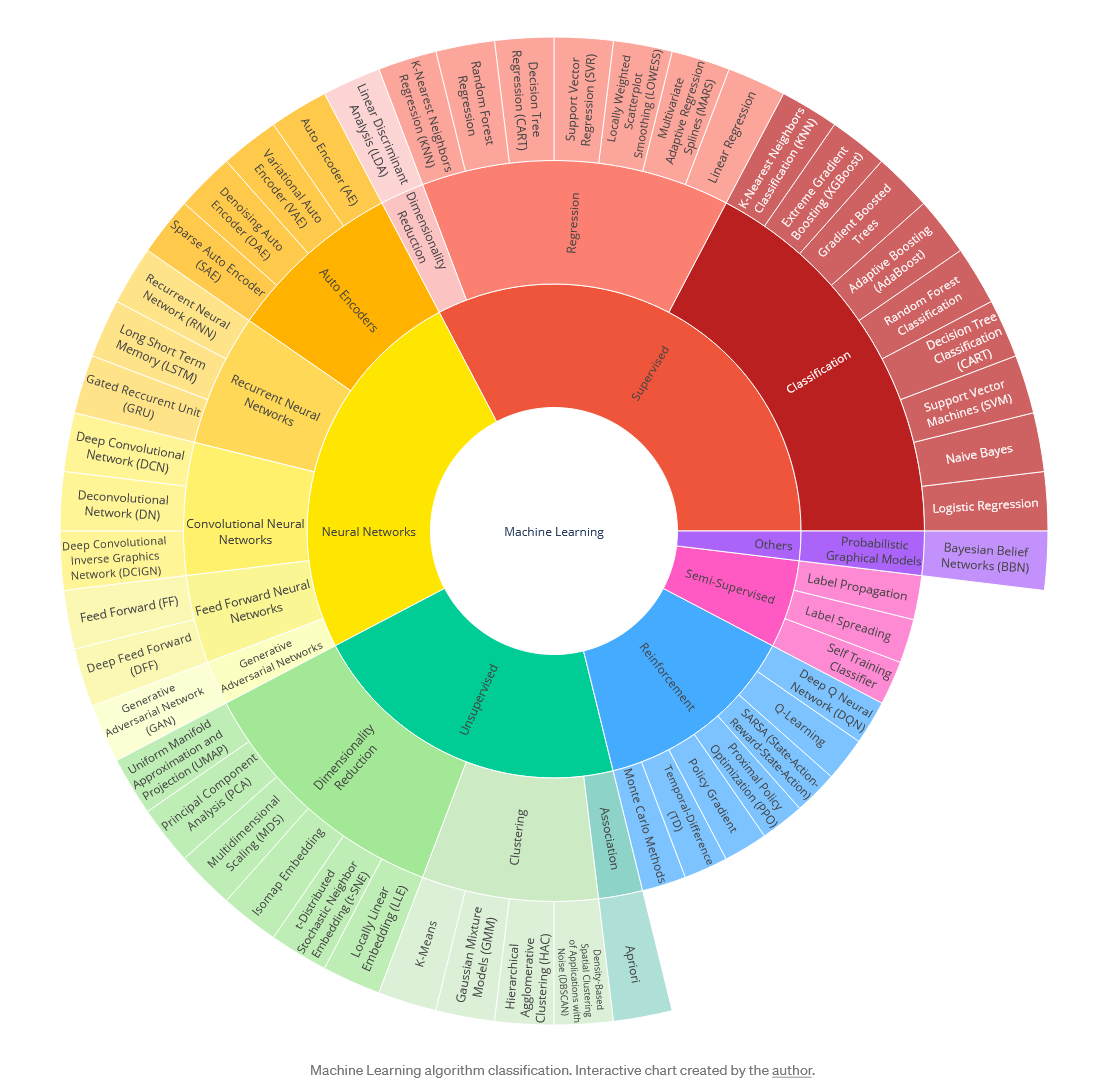 Machine Learning
Supervised
Dimensionality
Reduction
Linear Discriminant
Analysis (LDA)
Regression
K-Nearest Neighbors
Regression (KNN)
Random Forest
Regression
Decision Tree
Regression (CART)
Support Vector
Regression (SVR)
Locally Weighted
Scatterplot
Smoothing (LOWESS)
Multivariate
Adaptive Regression
Splines (MARS)
Linear Regression
Classification
K-Nearest Neighbors
Classification (KNN)
Extreme Gradient
Boosting (XGBoost)
Gradient Boosted
Trees
Adaptive Boosting
(AdaBoost)
Random Forest
Classification
Decision Tree
Classification
(CART)
Support Vector
Machines (SVM)
Naive Bayes
Logistic Regression
Others
Probabilistic
Graphical Models
Bayesian Belief
Networks (BBN)
Semi-Supervised
Label Propagation
Label Spreading
Self Training
Classifier
Reinforcement
Deep Q Neural
Network (DQN)
Q-Learning
SARSA (State-Action-
Reward-State-Action)
Proximal Policy
Optimization (PPO)
Policy Gradient
Temporal-Difference
(TD)
Monte Carlo Methods
Unsupervised
Association
Apriori
Clustering
Density-Based
Spatial Clustering
of Applications with
Noise (DBSCAN)
Hierarchical
Agglomerative
Clustering (HAC)
Gaussian Mixture
Models (GMM)
K-Means
Dimensionality
Reduction
Locally Linear
Embedding (LLE)
t-Distributed
Stochastic Neighbor
Embedding (t-SNE)
Isomap Embedding
Multidimensional
Scaling (MDS)
Principal Component
Analysis (PCA)
Uniform Manifold
Approximation and
Projection (UMAP)
Neural Networks
Generative
Adversarial Networks
Generative
Adversarial Network
(GAN)
Feed Forward Neural
Networks
Deep Feed Forward
(DFF)
Feed Forward (FF)
Convolutional Neural
Networks
Deep Convolutional
Inverse Graphics
Network (DCIGN)
Deconvolutional
Network (DN)
Deep Convolutional
Network (DCN)
Recurrent Neural
Networks
Gated Reccurent Unit
(GRU)
Long Short Term
Memory (LSTM)
Recurrent Neural
Network (RNN)
Auto Encoders
Sparse Auto Encoder
(SAE)
Denoising Auto
Encoder (DAE)
Variational Auto
Encoder (VAE)
Auto Encoder (AE)
Machine Learning algorithm classification. Interactive chart created by the author.